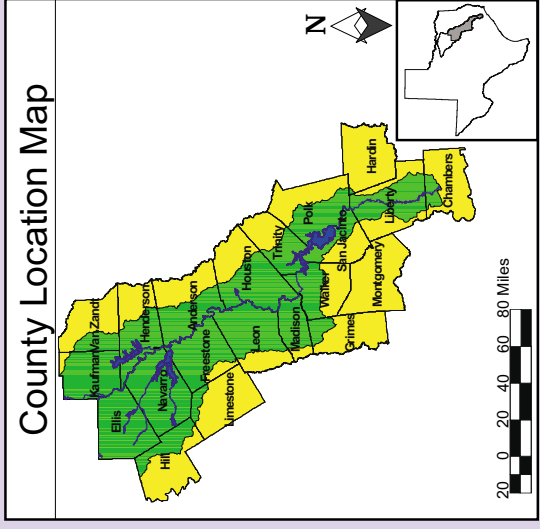 County Location Map
N
Kaufman
Van Zandt
Ellis
Henderson
Navarro
Anderson
Hill
Freestone
Limestone
Houston
Leon
Trinity
Madison
Polk
Walker
San Jacinto
Grimes
Hardin
Liberty
Montgomery
Chambers
20 0 20 40 60 80 Miles